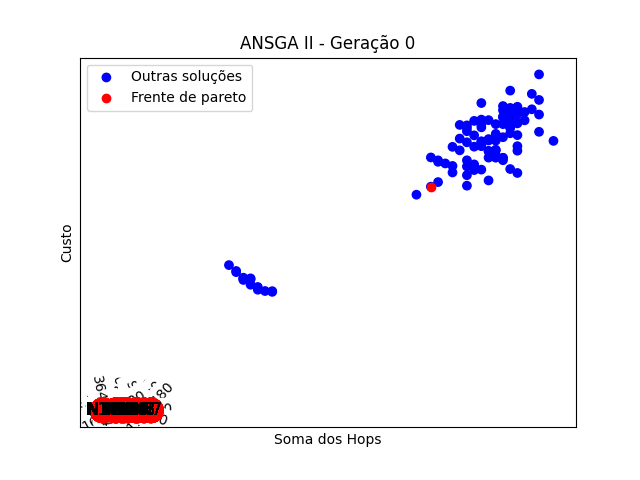 ANSGA II - Geração 0
Outras soluções
Frente de pareto
Custo
Soma dos Hops